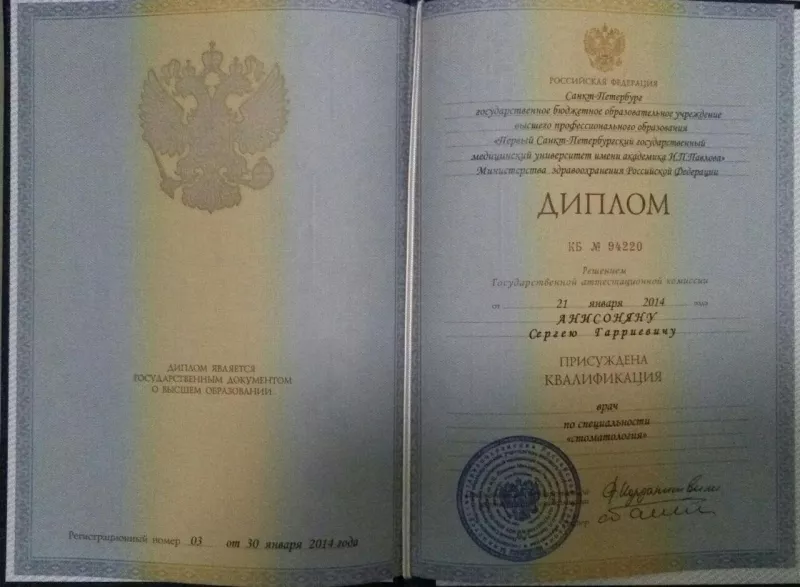 ДИПЛОМ ЯВЛЯЕТСЯ
ГОСУДАРСТВЕННЫМ ДОКУМЕНТОМ
О ВЫСШЕМ ОБРАЗОВАНИИ
Регистрационный номер 03 от 30 января 2014 года
РОССИЙСКАЯ ФЕДЕРАЦИЯ
Санкт-Петербург
государственное бюджетное образовательное учреждение
высшего профессионального образования
«Первый Санкт-Петербургский государственный
медицинский университет имени академика И.П.Павлова»
Министерства здравоохранения Российской Федерации
ДИПЛОМ
КБ № 94220
Решением
Государственной аттестационной комиссии
от 21 января 2014 года
АНИСОНЯНУ
Сергею Гарриевичу
ПРИСУЖДЕНА
КВАЛИФИКАЦИЯ
врач
по специальности
«стоматология»